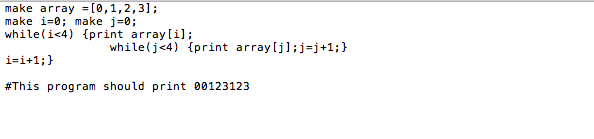 make array =[0,1,2,3];
make i=0; make j=0;
while(i<4) {print array[i];
while(j<4) {print array[j];j=j+1;}
i=i+1;}
#This program should print 00123123